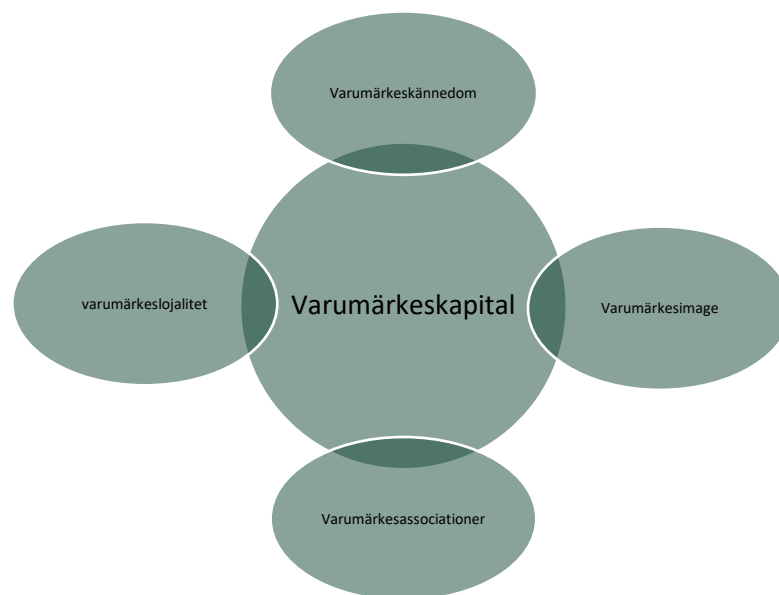 Varumärkeskännedom
varumärkeslojalitet
Varumärkeskapital
Varumärkesimage
Varumärkesassociationer